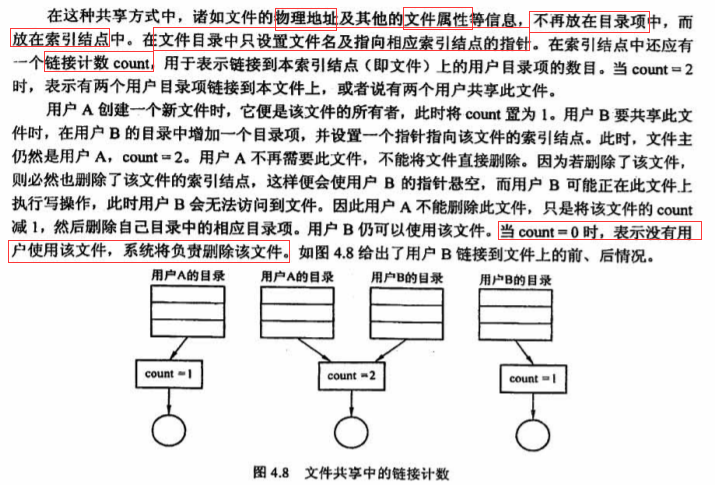 在这种共享方式中，诸如文件的物理地址及其他的文件属性等信息，不再放在目录项中，而
放在索引结点中。在文件目录中只设置文件名及指向相应索引结点的指针。在索引结点中还应有
一个链接计数 count，用于表示链接到本索引结点（即文件）上的用户目录项的数目。当 count = 2
时，表示有两个用户目录项链接到本文件上，或者说有两个用户共享此文件。
用户 A 创建一个新文件时，它便是该文件的所有者，此时将 count 置为 1。用户 B 要共享此文
件时，在用户 B 的目录中增加一个目录项，并设置一个指针指向该文件的索引结点。此时，文件主
仍然是用户 A，count = 2。用户 A 不再需要此文件，不能将文件直接删除。因为若删除了该文件，
则必然也删除了该文件的索引结点，这样便会使用户 B 的指针悬空，而用户 B 可能正在此文件上
执行写操作，此时用户 B 会无法访问到文件。因此用户 A 不能删除此文件，只是将该文件的 count
减 1，然后删除自己目录中的相应目录项。用户 B 仍可以使用该文件。当 count = 0 时，表示没有用
户使用该文件，系统将负责删除该文件。如图 4.8 给出了用户 B 链接到文件上的前、后情况。
用户A的目录 用户A的目录 用户B的目录 用户B的目录
count = 1 count = 2 count = 1
图 4.8 文件共享中的链接计数